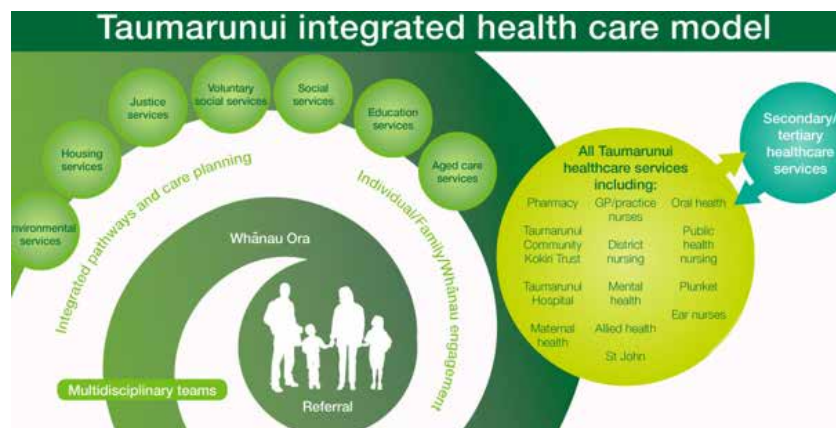 Taumarunui integrated health care model
Environmental
services
Housing
services
Justice
services
Voluntary
social services
Social
services
Education
services
Aged care
services
Integrated pathways and care planning
Individual/Family/Whānau engagement
Whānau Ora
Multidisciplinary teams
Referral
All Taumarunui
healthcare services
including:
Pharmacy
Taumarunui
Community
Kokiri Trust
Taumarunui
Hospital
Maternal
health
GP/practice
nurses
District
nursing
Mental
health
Allied health
St John
Oral health
Public
health
nursing
Plunket
Ear nurses
Secondary/
tertiary
healthcare
services